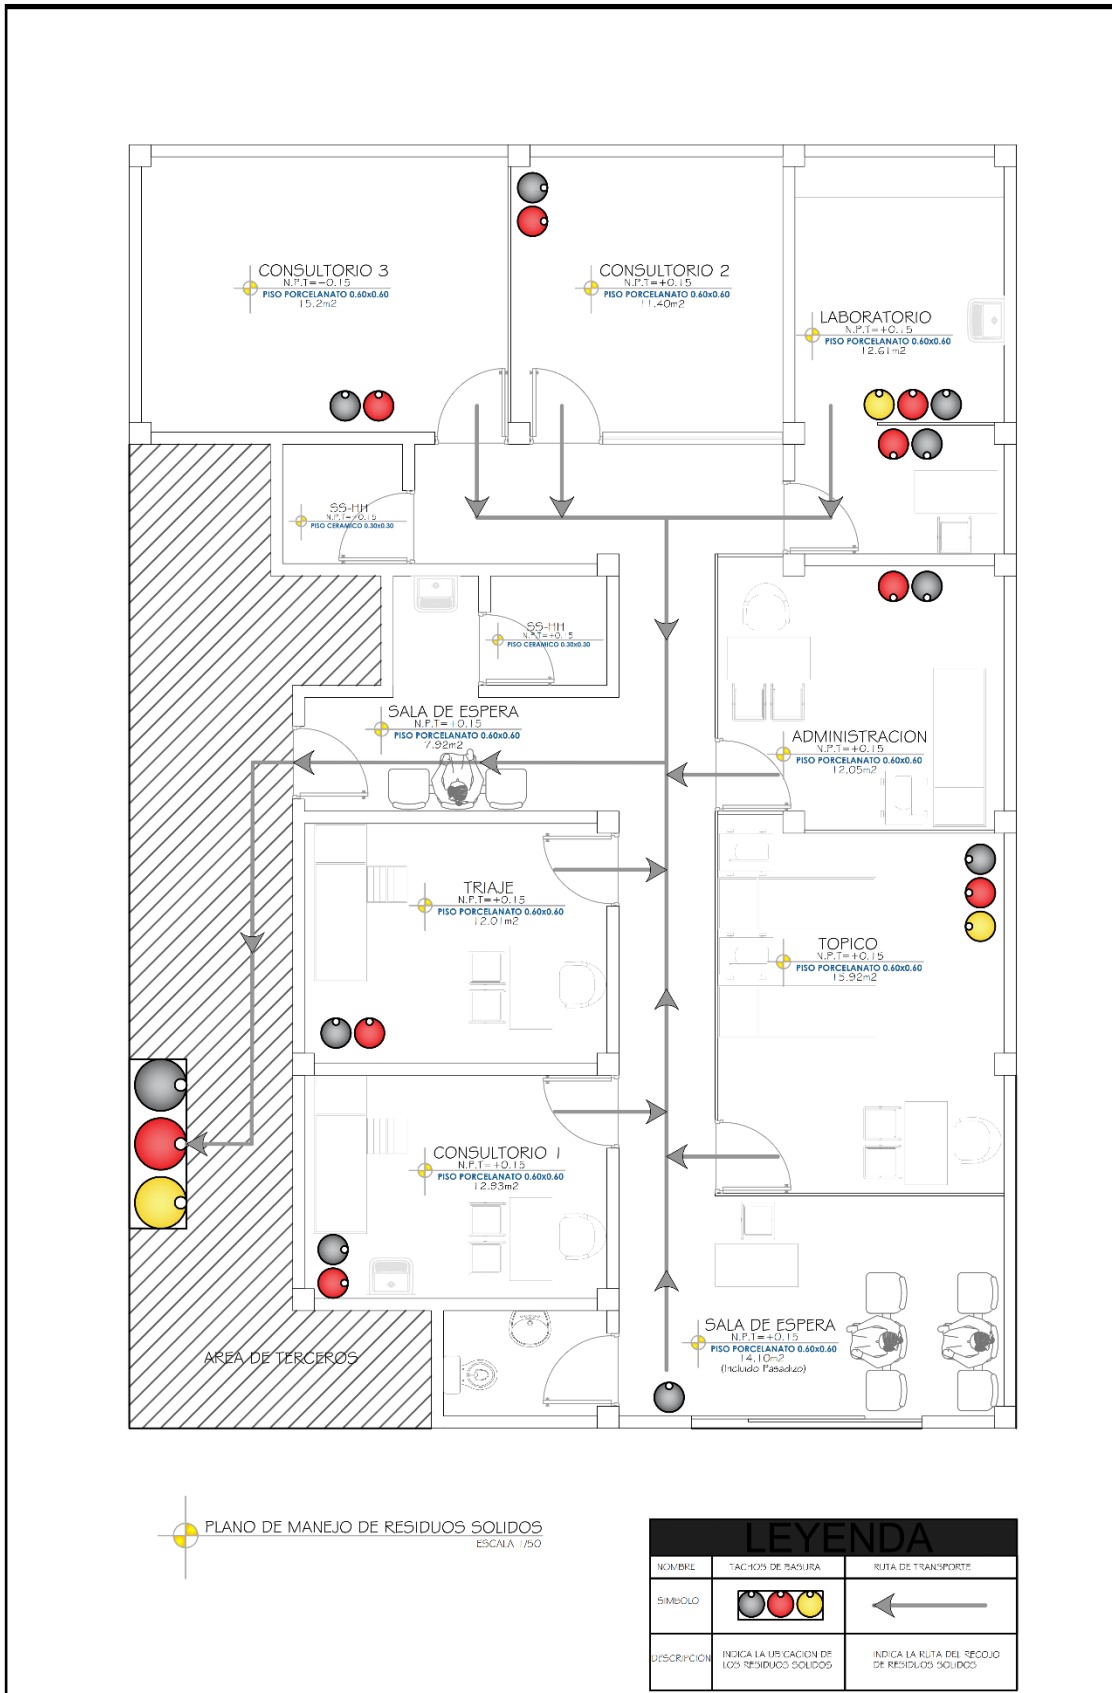 CONSULTORIO 3
N.P.T=-0.15
PISO PORCELANATO 0.60x0.60
15.2m2
CONSULTORIO 2
N.P.T=+0.15
PISO PORCELANATO 0.60x0.60
11.40m2
LABORATORIO
N.P.T=+0.15
PISO PORCELANATO 0.60x0.60
12.61m2
SS-HH
N.P.T=+0.15
PISO CERAMICO 0.30x0.30
SS-HH
N.P.T=+0.15
PISO CERAMICO 0.30x0.30
SALA DE ESPERA
N.P.T=+0.15
PISO PORCELANATO 0.60x0.60
7.92m2
ADMINISTRACION
N.P.T=+0.15
PISO PORCELANATO 0.60x0.60
12.05m2
TRIAJE
N.P.T=+0.15
PISO PORCELANATO 0.60x0.60
12.01m2
TOPICO
N.P.T=+0.15
PISO PORCELANATO 0.60x0.60
15.92m2
CONSULTORIO 1
N.P.T=+0.15
PISO PORCELANATO 0.60x0.60
12.93m2
SALA DE ESPERA
N.P.T=+0.15
PISO PORCELANATO 0.60x0.60
14.10m2
(Incluido Pasadizo)
AREA DE TERCEROS
PLANO DE MANEJO DE RESIDUOS SOLIDOS
ESCALA 1/50
LEYENDA
NOMBRE
TACHOS DE BASURA
RUTA DE TRANSPORTE
SIMBOLO
DESCRIPCION
INDICA LA UBICACION DE
LOS RESIDUOS SOLIDOS
INDICA LA RUTA DEL RECOJO
DE RESIDUOS SOLIDOS